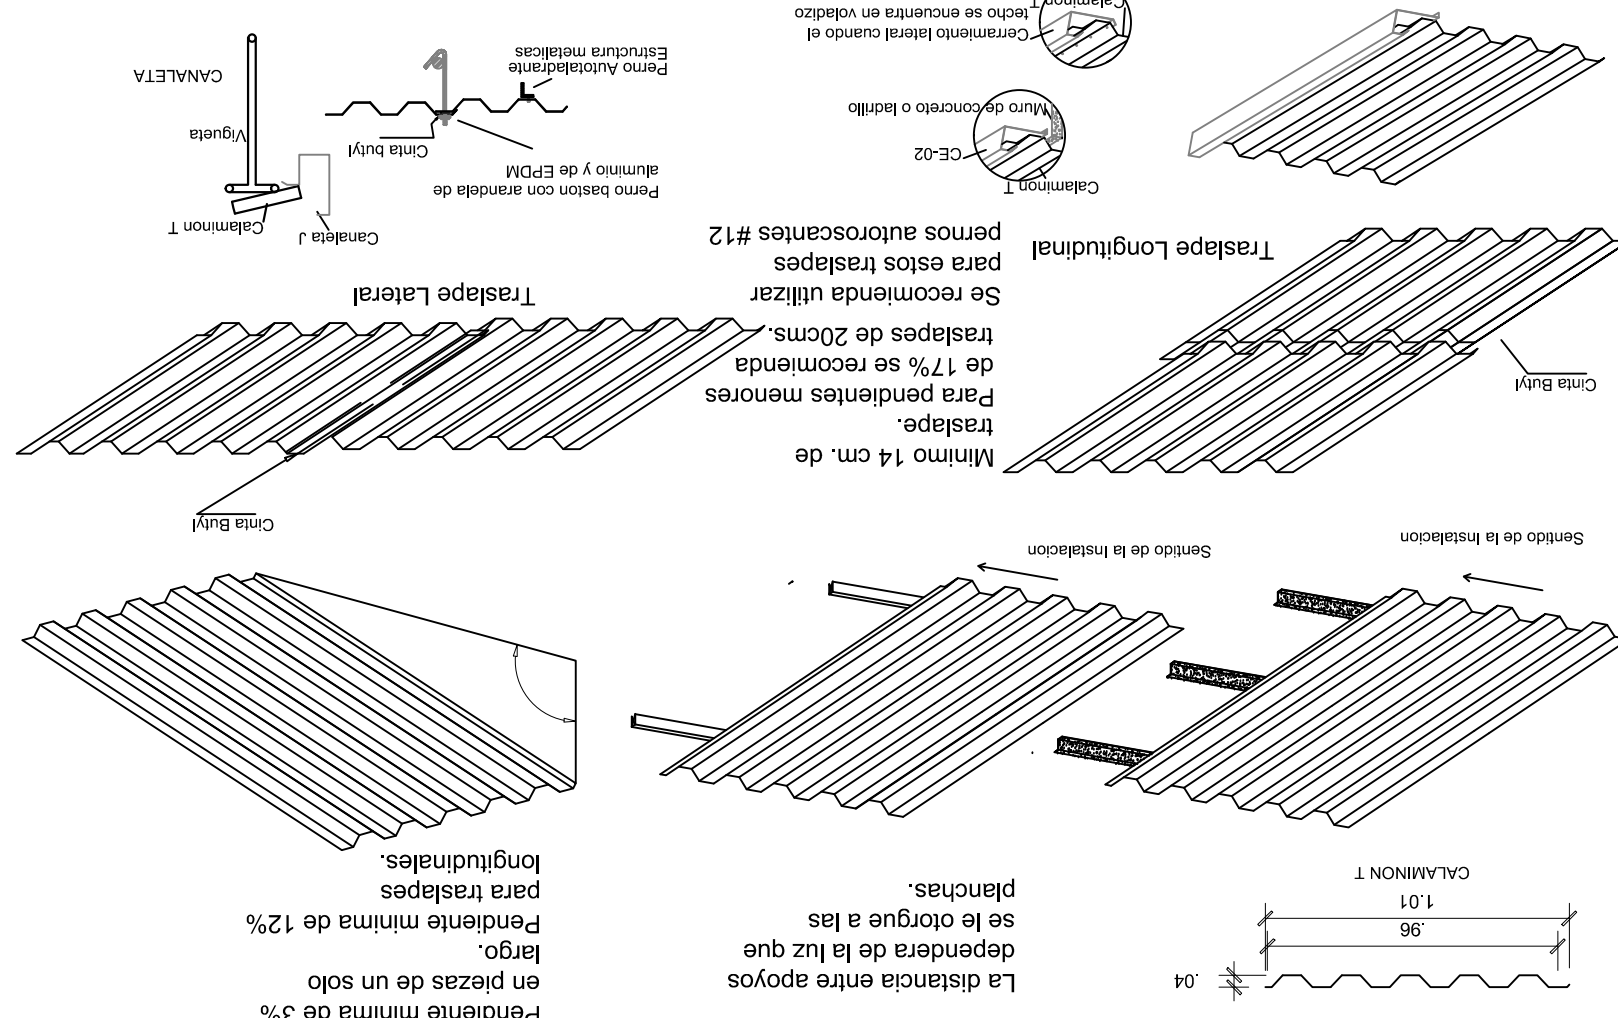 .04
.96
1.01
CALAMINON T
La distancia entre apoyos
dependera de la luz que
se le otorgue a las
planchas.
Pendiente minima de 3%
en piezas de un solo
largo.
Pendiente minima de 12%
para traslapes
longitudinales.
Sentido de la Instalacion
Sentido de la Instalacion
Cinta Butyl
Traslape Longitudinal
Minimo 14 cm. de
traslape.
Para pendientes menores
de 17% se recomienda
traslapes de 20cms.
Se recomienda utilizar
para estos traslapes
pernos autoroscantes #12
Cinta Butyl
Traslape Lateral
Calaminon T
CE-02
Muro de concreto o ladrillo
Calaminon T
Cerramiento lateral cuando el
techo se encuentra en voladizo
Perno baston con arandela de
aluminio y de EPDM
Cinta butyl
Perno Autotaladrante
Estructura metalicas
Canaleta J
Calaminon T
Vigueta
CANALETA